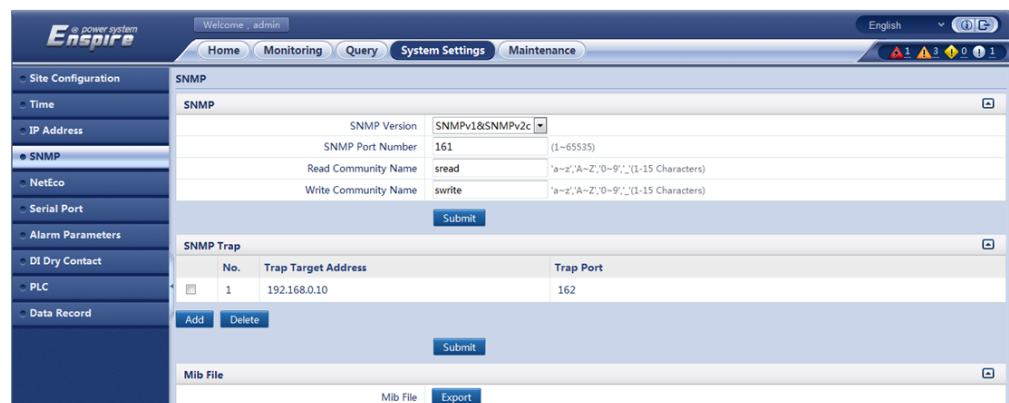 e power system
Enspire
Welcome , admin
English
Home Monitoring Query System Settings Maintenance
1 3 0 1
Site Configuration
Time
IP Address
SNMP
NetEco
Serial Port
Alarm Parameters
DI Dry Contact
PLC
Data Record
SNMP
SNMP
SNMP Version SNMPv1&SNMPv2c
SNMP Port Number 161 (1~65535)
Read Community Name sread 'a~z','A~Z','0~9','_'(1-15 Characters)
Write Community Name swrite 'a~z','A~Z','0~9','_'(1-15 Characters)
Submit
SNMP Trap
No. Trap Target Address Trap Port
1 192.168.0.10 162
Add Delete
Submit
Mib File
Mib File Export